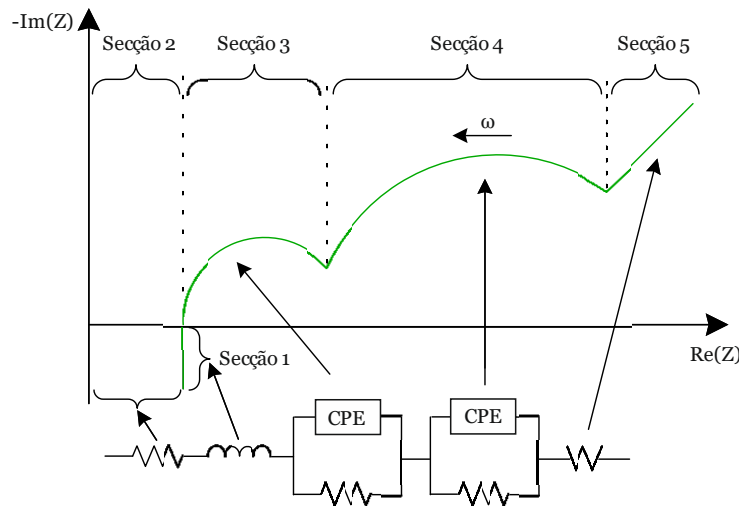 -Im(Z)
Secção 2
Secção 3
Secção 4
Secção 5
ω
Re(Z)
Secção 1
CPE
CPE